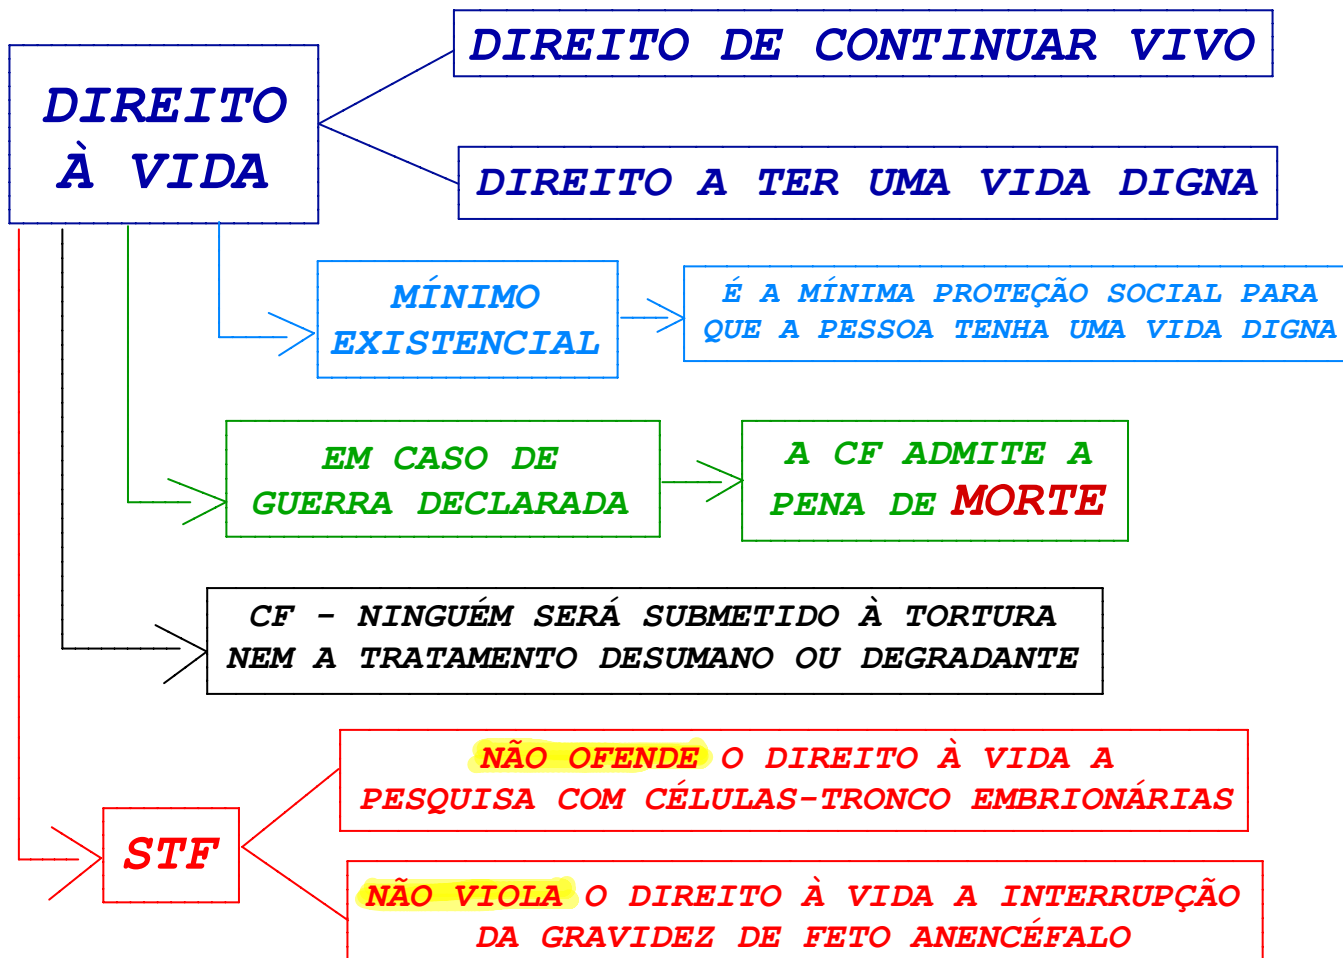 DIREITO
À VIDA
DIREITO DE CONTINUAR VIVO
DIREITO A TER UMA VIDA DIGNA
MÍNIMO
EXISTENCIAL
É A MÍNIMA PROTEÇÃO SOCIAL PARA
QUE A PESSOA TENHA UMA VIDA DIGNA
EM CASO DE
GUERRA DECLARADA
A CF ADMITE A
PENA DE MORTE
CF - NINGUÉM SERÁ SUBMETIDO À TORTURA
NEM A TRATAMENTO DESUMANO OU DEGRADANTE
STF
NÃO OFENDE O DIREITO À VIDA A
PESQUISA COM CÉLULAS-TRONCO EMBRIONÁRIAS
NÃO VIOLA O DIREITO À VIDA A INTERRUPÇÃO
DA GRAVIDEZ DE FETO ANENCÉFALO